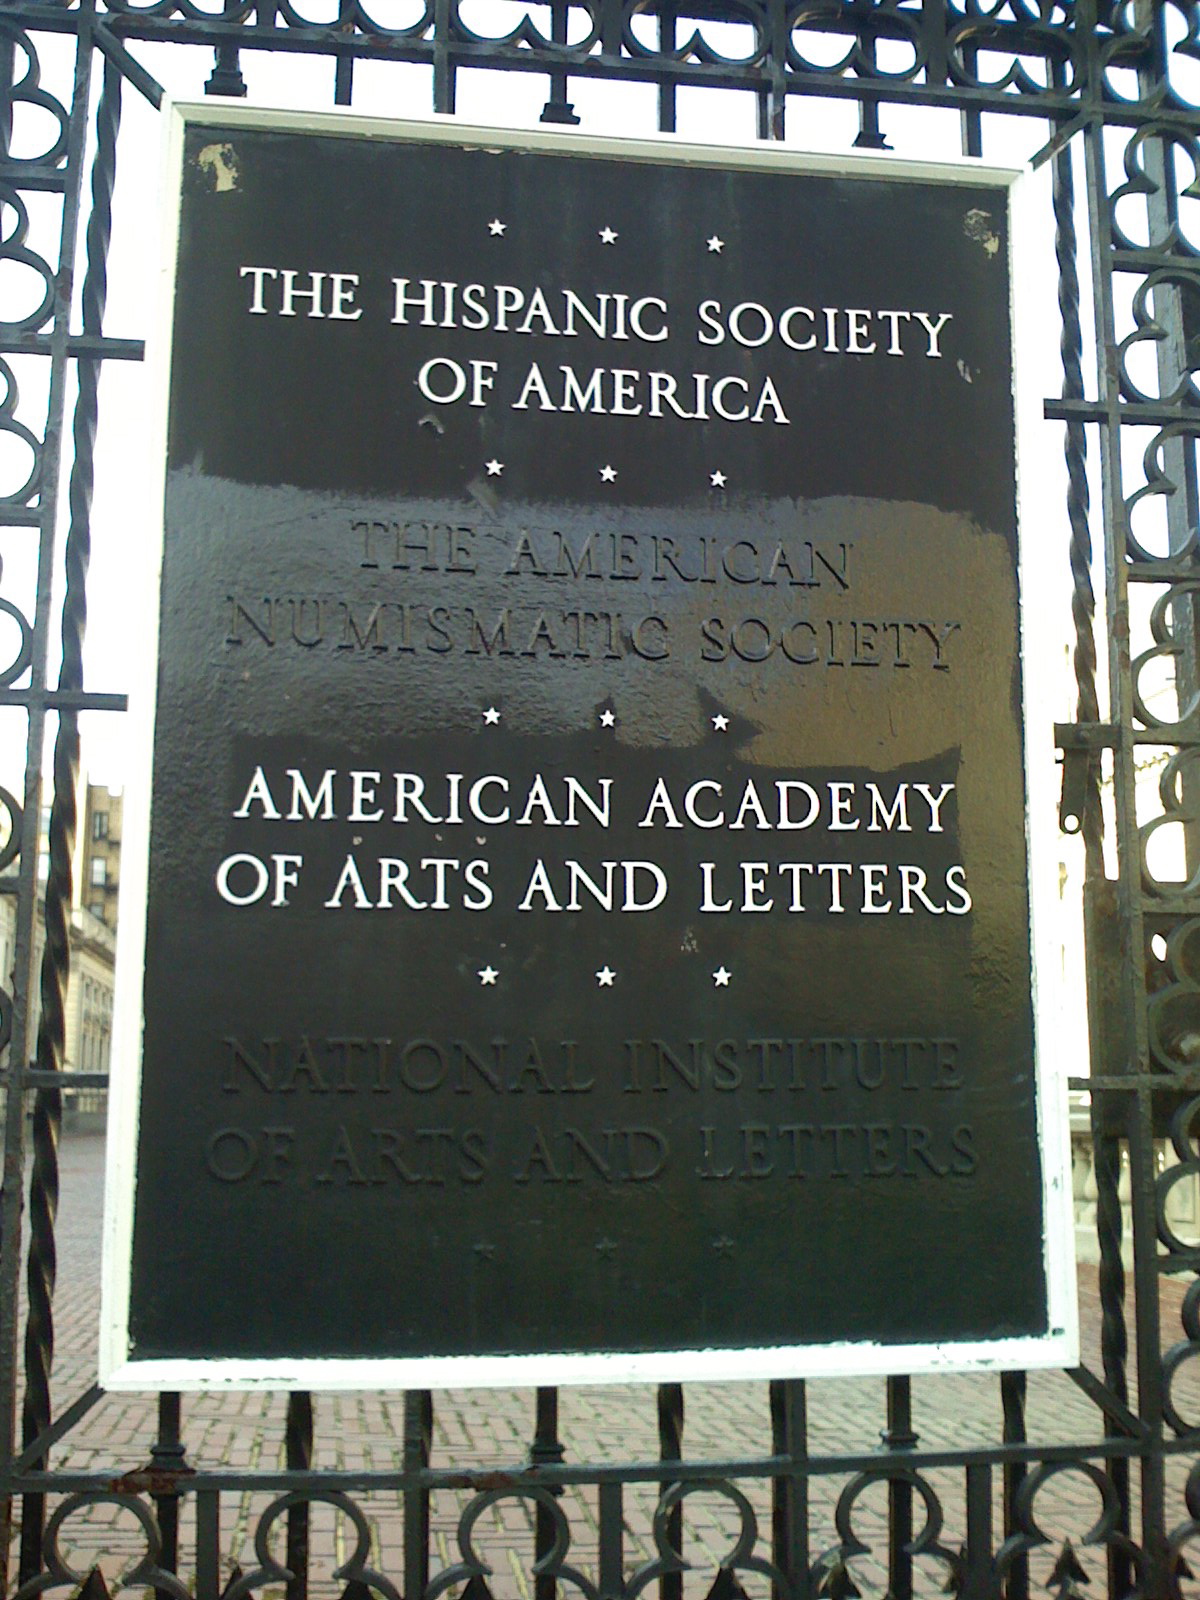 THE HISPANIC SOCIETY
OF AMERICA
THE AMERICAN
NUMISMATIC SOCIETY
AMERICAN ACADEMY
OF ARTS AND LETTERS
NATIONAL INSTITUTE
OF ARTS AND LETTERS